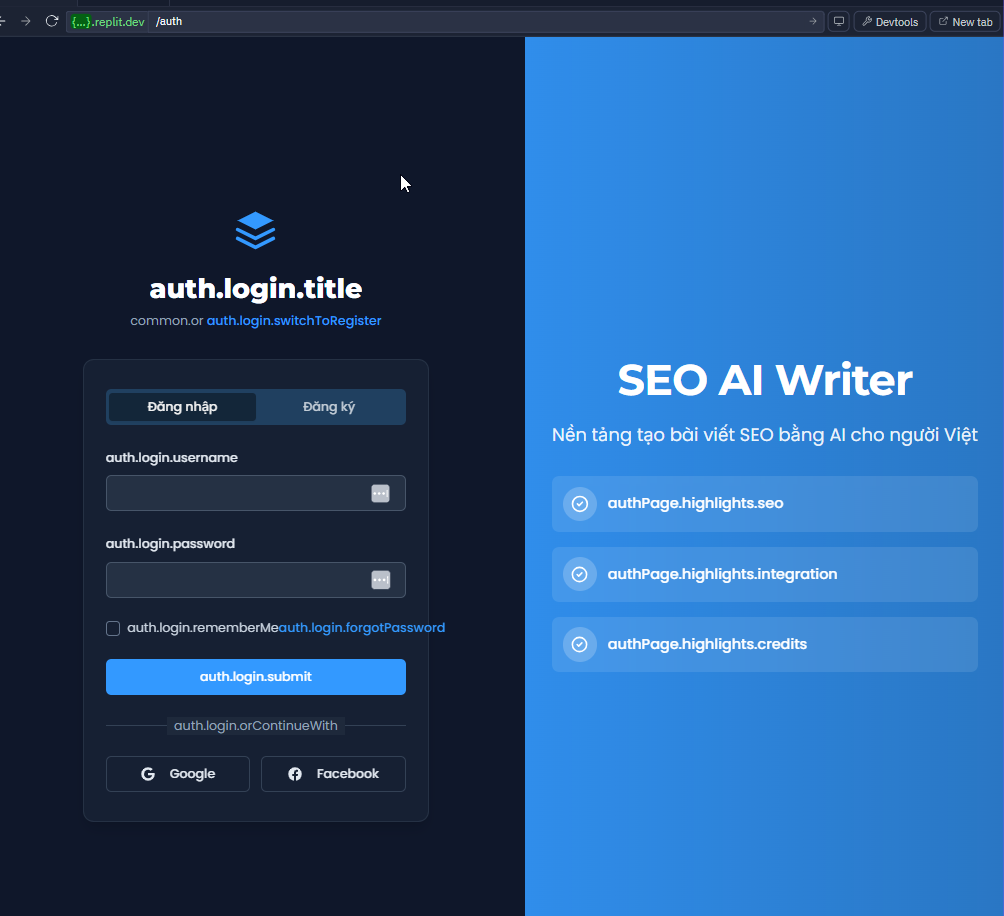 {...}.replit.dev /auth
Devtools
New tab
auth.login.title
common.or auth.login.switchToRegister
Đăng nhập
Đăng ký
auth.login.username
auth.login.password
auth.login.rememberMe auth.login.forgotPassword
auth.login.submit
auth.login.orContinueWith
Google
Facebook
SEO AI Writer
Nền tảng tạo bài viết SEO bằng AI cho người Việt
authPage.highlights.seo
authPage.highlights.integration
authPage.highlights.credits